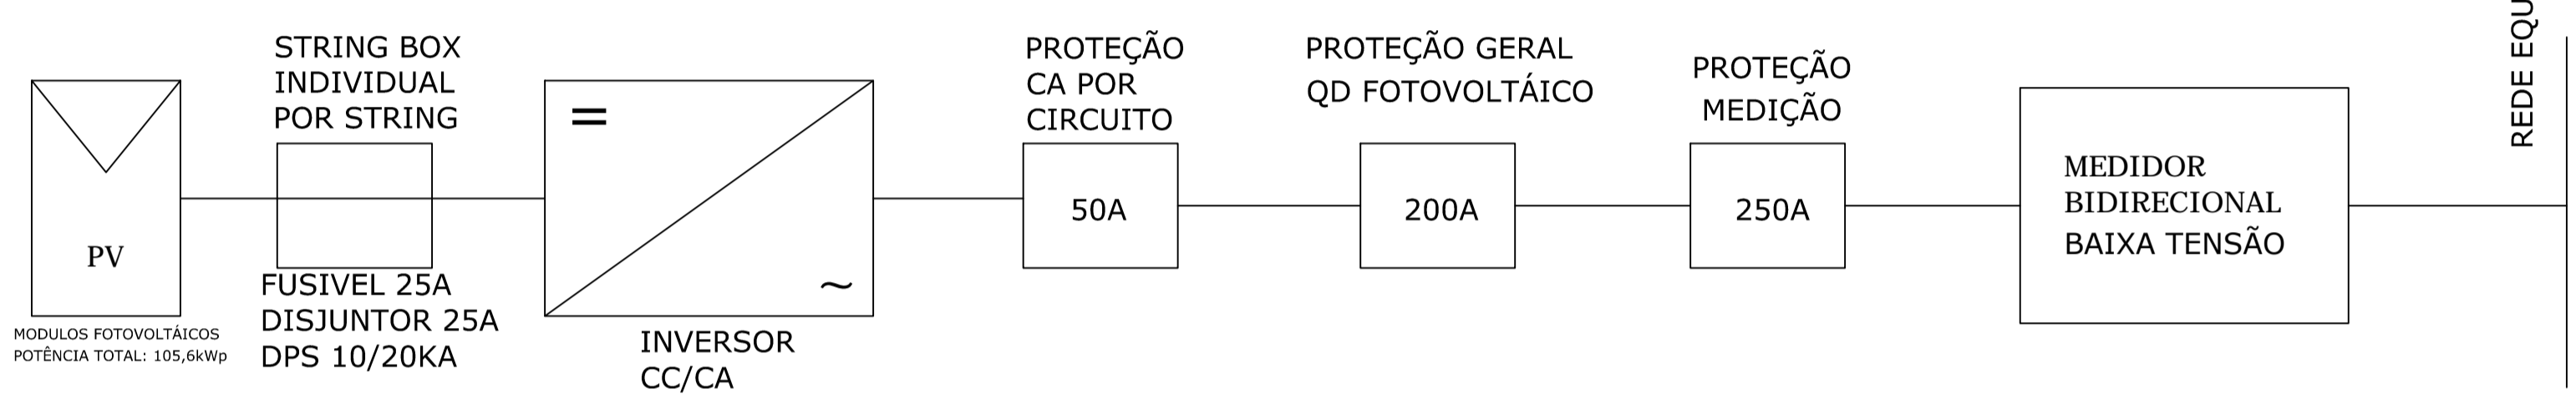 PV
MODULOS FOTOVOLTÁICOS
POTÊNCIA TOTAL: 105,6kWp
STRING BOX
INDIVIDUAL
POR STRING
FUSIVEL 25A
DISJUNTOR 25A
DPS 10/20KA
=
~
INVERSOR
CC/CA
PROTEÇÃO
CA POR
CIRCUITO
50A
PROTEÇÃO GERAL
QD FOTOVOLTÁICO
200A
PROTEÇÃO
MEDIÇÃO
250A
MEDIDOR
BIDIRECIONAL
BAIXA TENSÃO
REDE